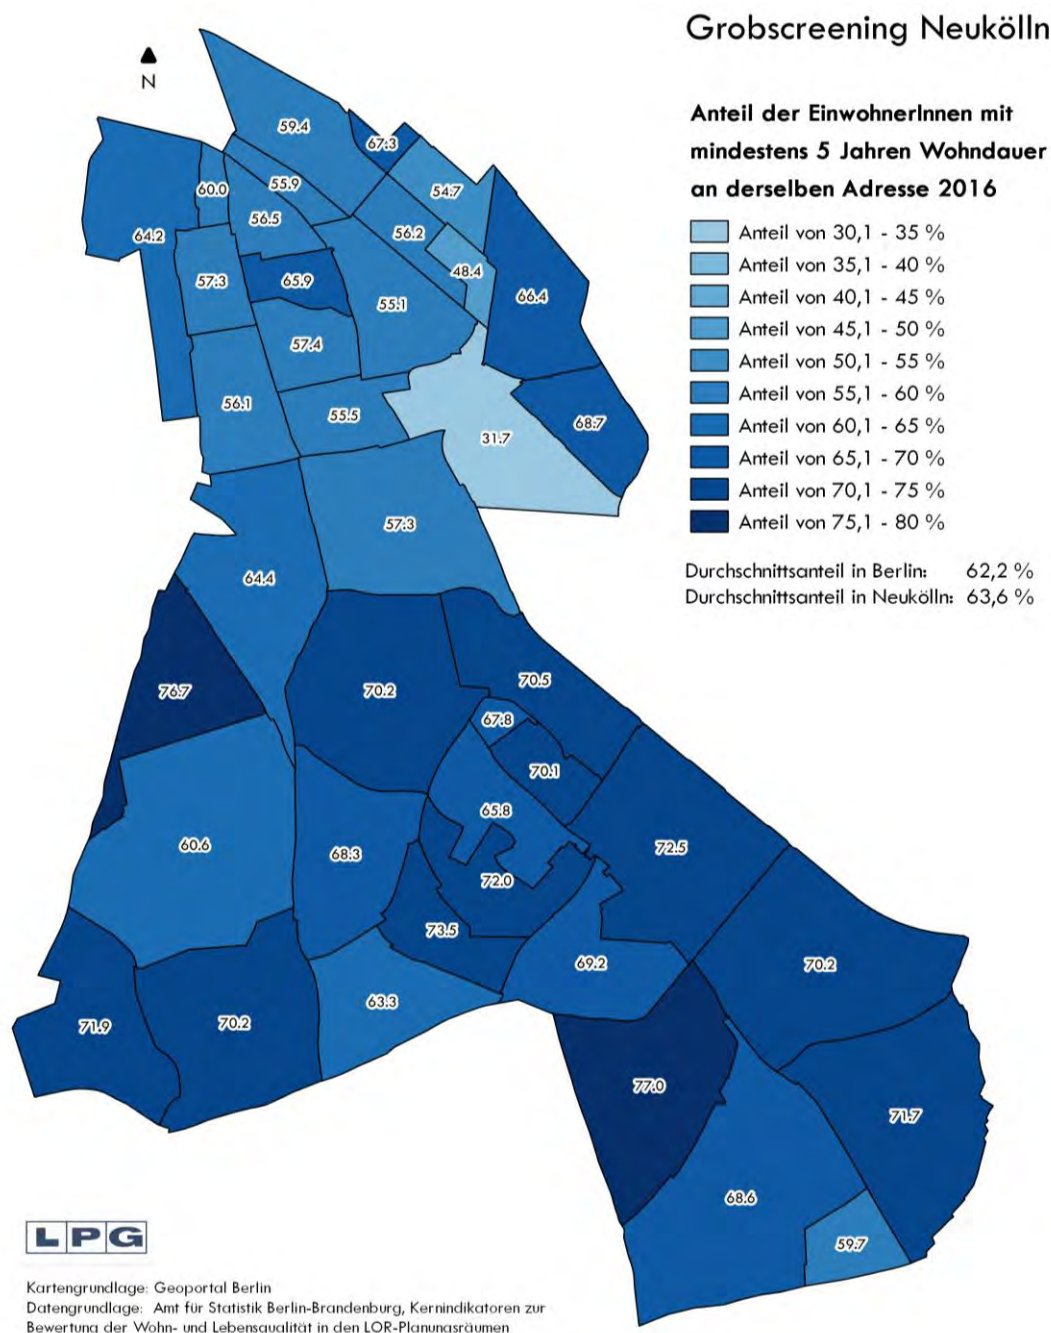 Grobscreening Neukölln
Anteil der EinwohnerInnen mit
mindestens 5 Jahren Wohndauer
an derselben Adresse 2016
Anteil von 30,1 - 35 %
Anteil von 35,1 - 40 %
Anteil von 40,1 - 45 %
Anteil von 45,1 - 50 %
Anteil von 50,1 - 55 %
Anteil von 55,1 - 60 %
Anteil von 60,1 - 65 %
Anteil von 65,1 - 70 %
Anteil von 70,1 - 75 %
Anteil von 75,1 - 80 %
Durchschnittsanteil in Berlin: 62,2 %
Durchschnittsanteil in Neukölln: 63,6 %
N
59.4
67.3
60.0
55.9
54.7
56.5
56.2
64.2
48.4
57.3
65.9
66.4
55.1
57.4
56.1
55.5
68.7
31.7
57.3
64.4
76.7
70.2
70.5
67.8
70.1
65.8
60.6
68.3
72.5
72.0
73.5
69.2
70.2
63.3
71.9
70.2
77.0
71.7
68.6
59.7
LPG
Kartengrundlage: Geoportal Berlin
Datengrundlage: Amt für Statistik Berlin-Brandenburg, Kernindikatoren zur
Bewertung der Wohn- und Lebensqualität in den LOR-Planungsräumen